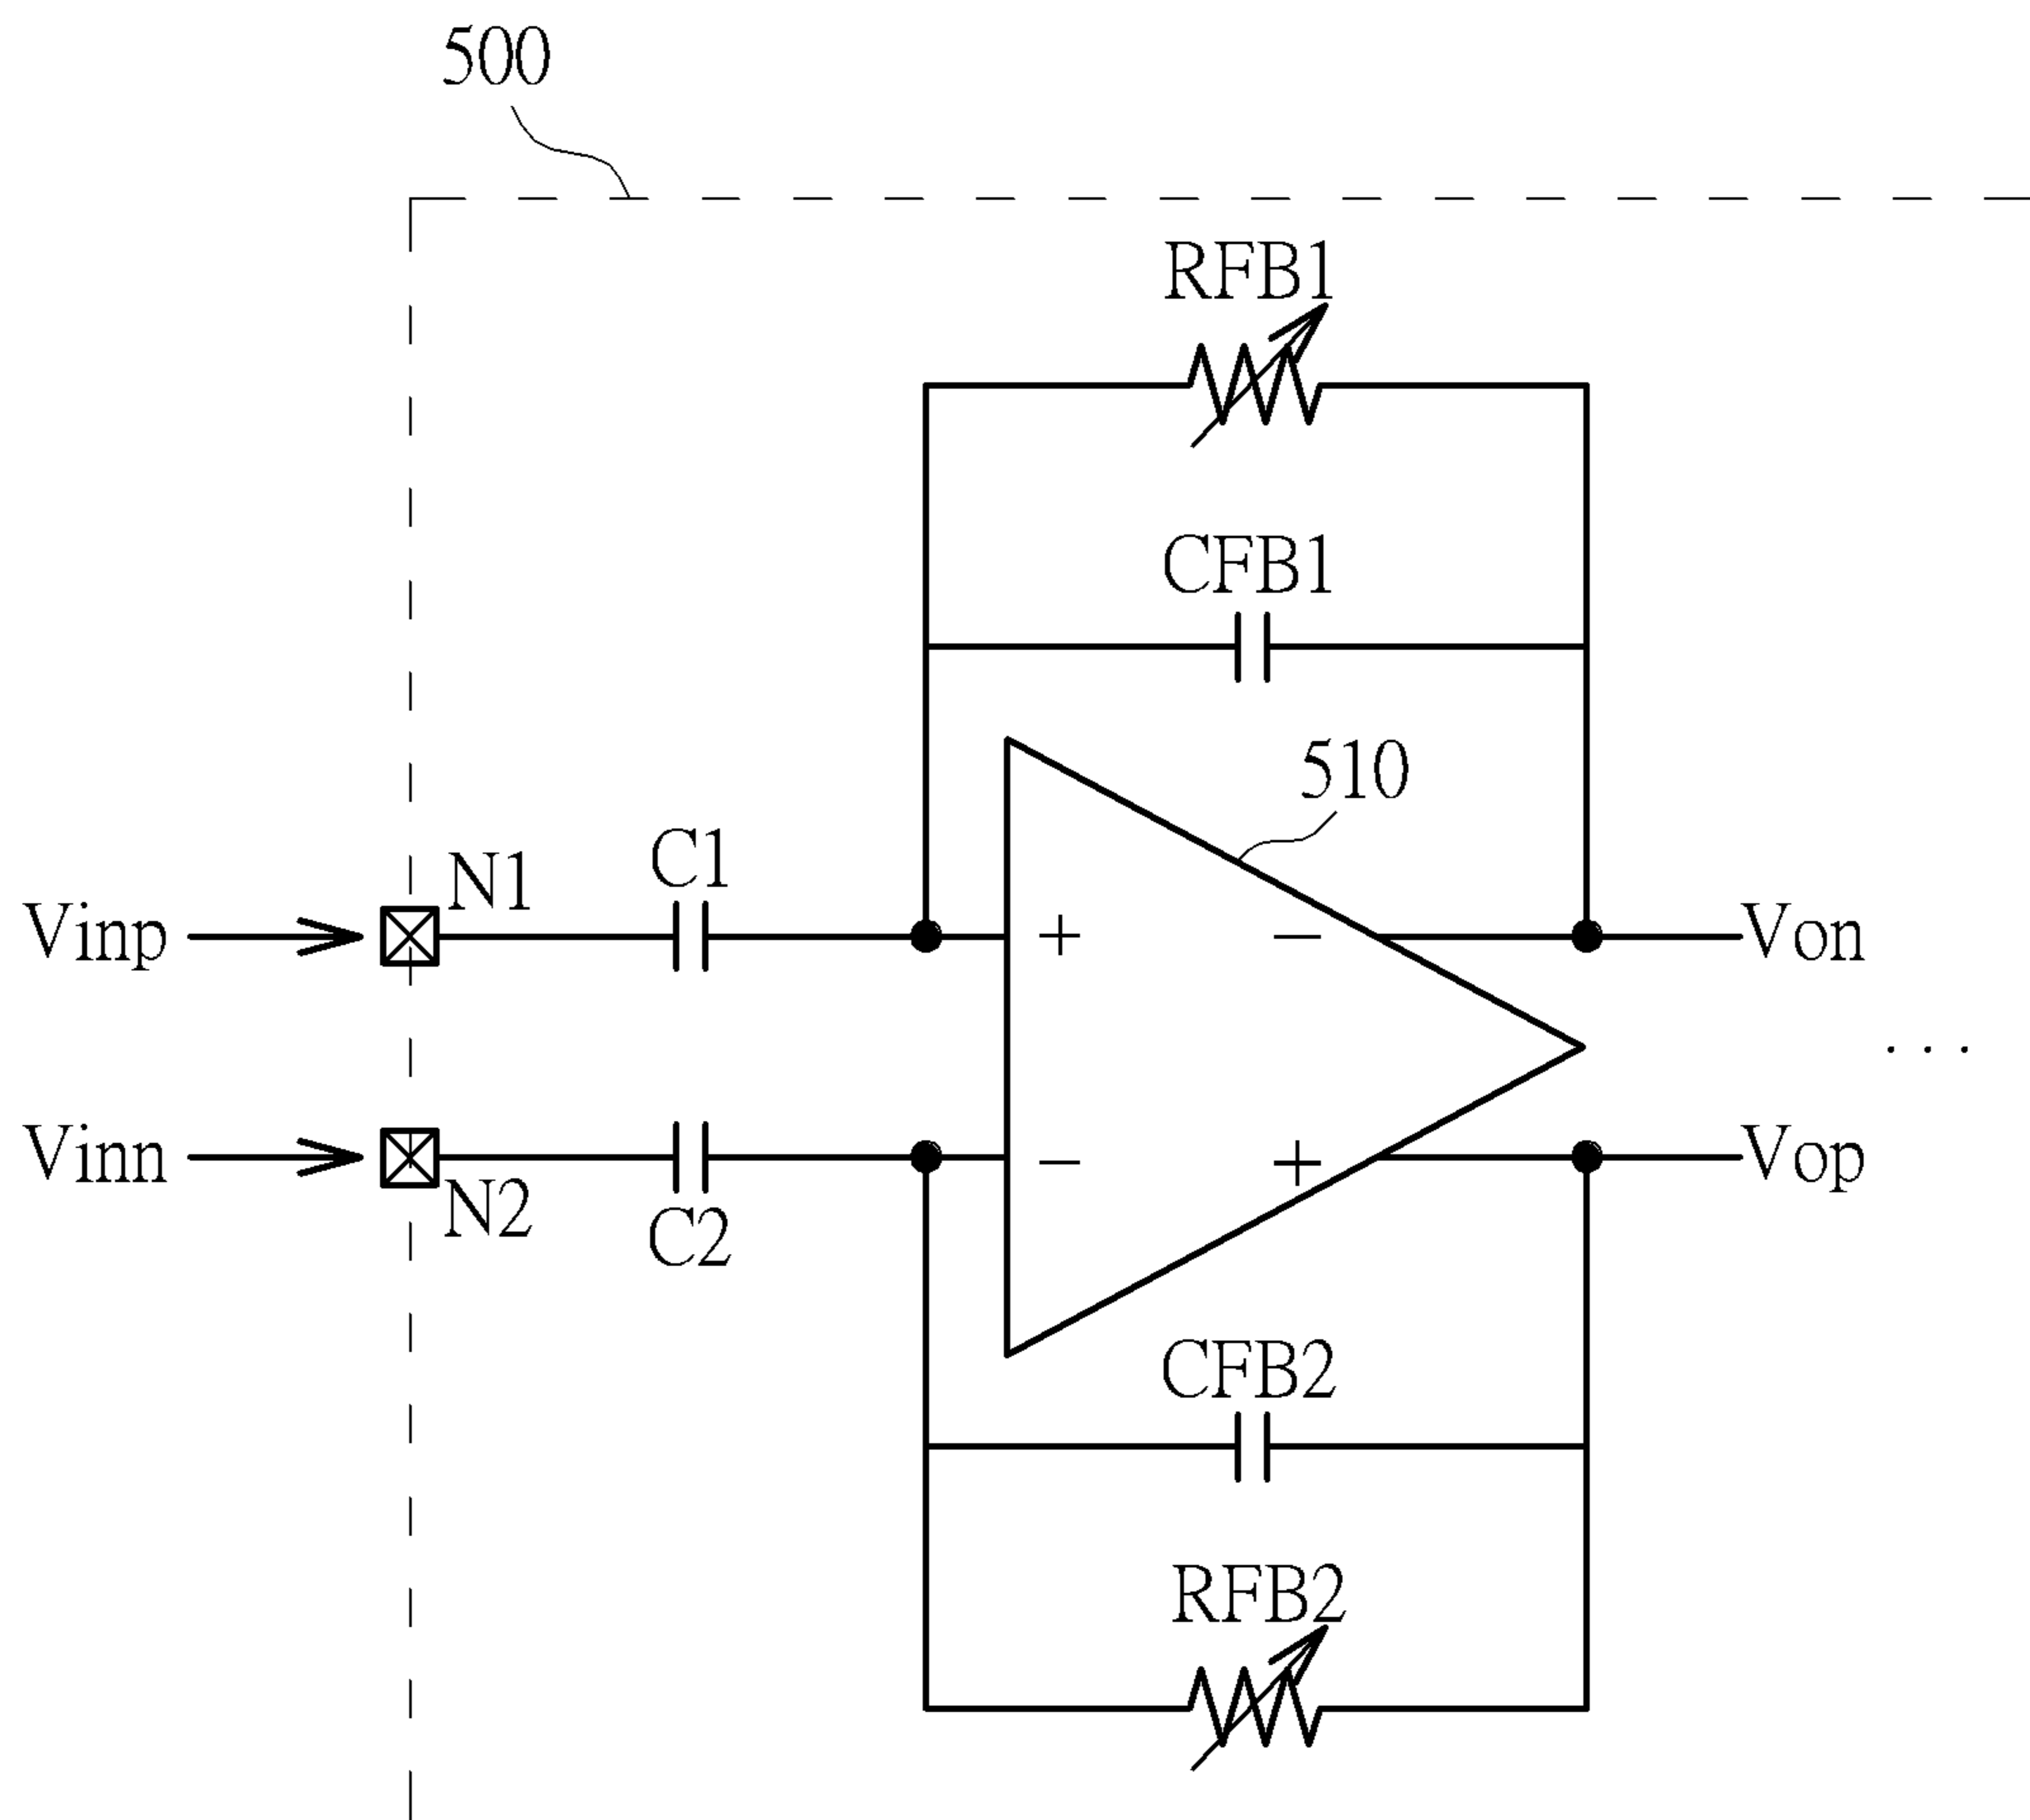 500
RFB1
CFB1
510
C1
N1
Vinp
+
−
Von
. . .
Vinn
−
+
Vop
N2
C2
CFB2
RFB2